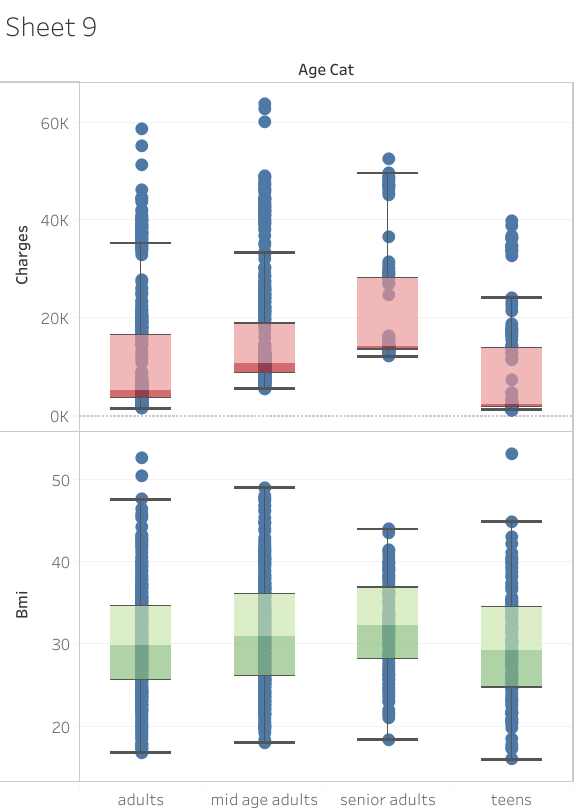 Sheet 9
Age Cat
Charges
60K
40K
20K
0K
Bmi
50
40
30
20
adults
mid age adults
senior adults
teens